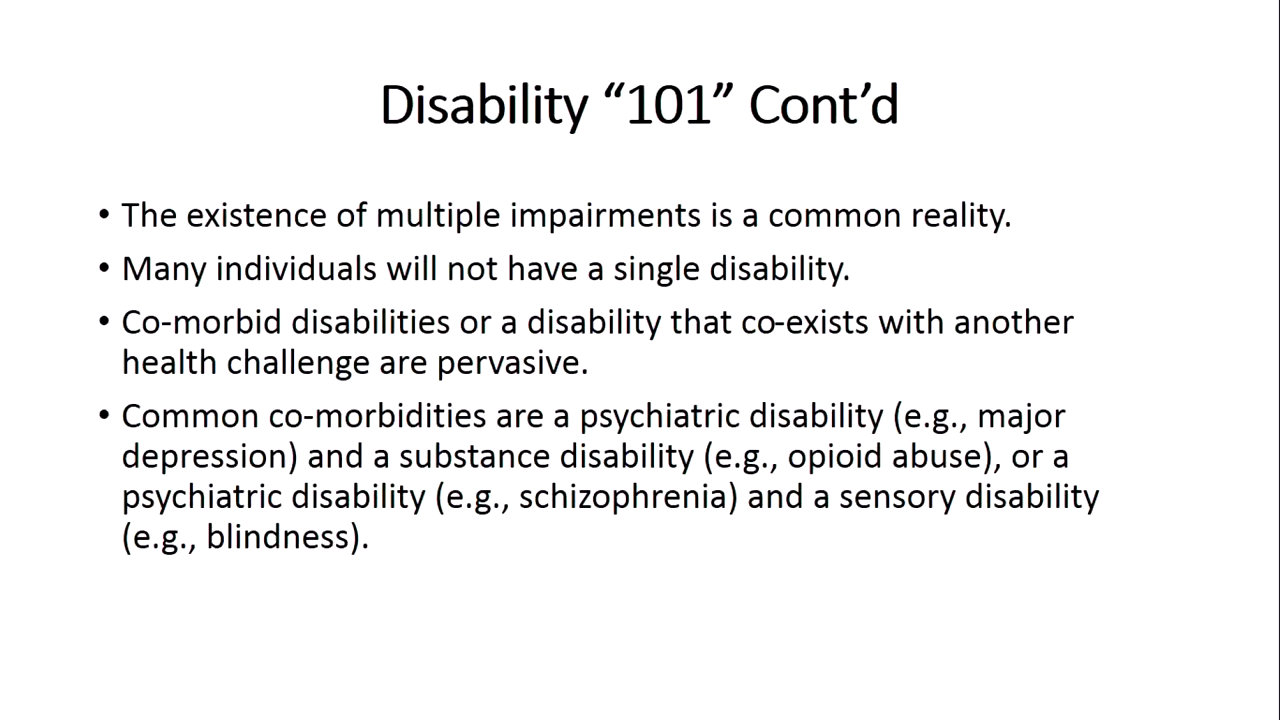 Disability “101” Cont’d
• The existence of multiple impairments is a common reality.
• Many individuals will not have a single disability.
• Co-morbid disabilities or a disability that co-exists with another
health challenge are pervasive.
• Common co-morbidities are a psychiatric disability (e.g., major
depression) and a substance disability (e.g., opioid abuse), or a
psychiatric disability (e.g., schizophrenia) and a sensory disability
(e.g., blindness).